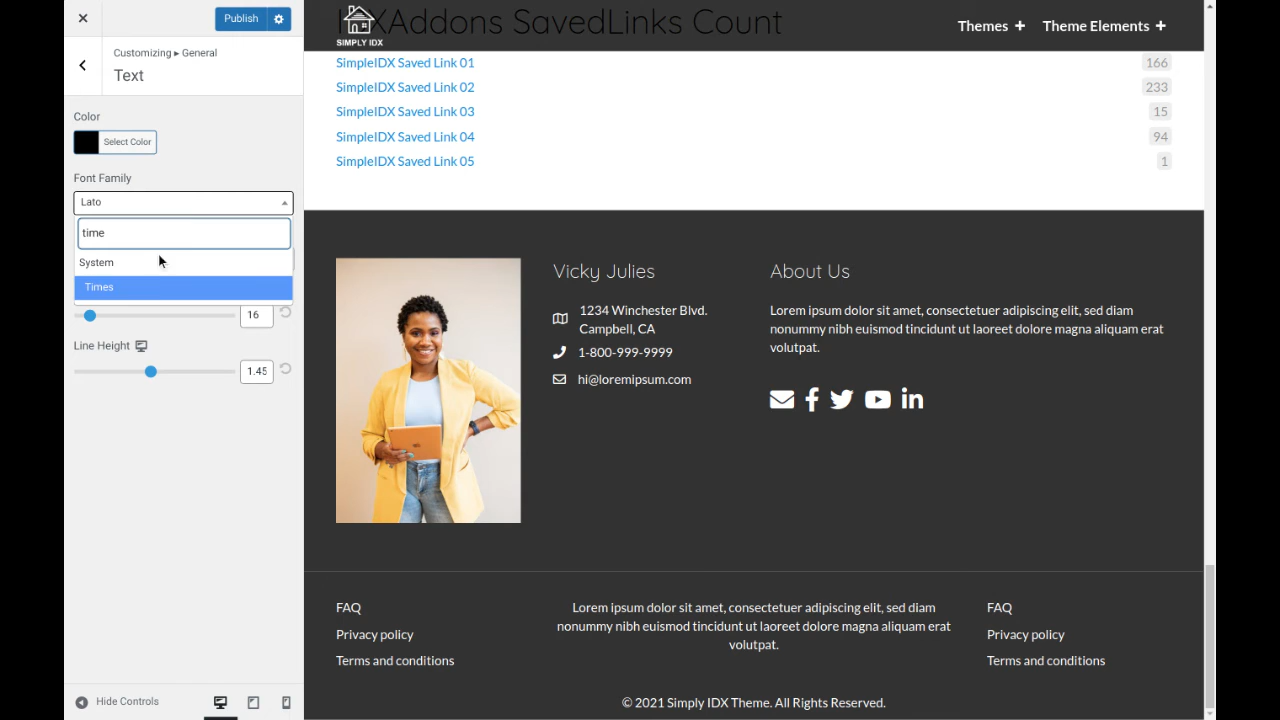 Publish
Customizing ▸ General
Text
Color
Select Color
Font Family
Lato
time
System
Times
16
Line Height
1.45
Hide Controls
SIMPLY IDX
XAddons SavedLinks Count
Themes +
Theme Elements +
SimpleIDX Saved Link 01
166
SimpleIDX Saved Link 02
233
SimpleIDX Saved Link 03
15
SimpleIDX Saved Link 04
94
SimpleIDX Saved Link 05
1
Vicky Julies
1234 Winchester Blvd.
Campbell, CA
1-800-999-9999
hi@loremipsum.com
About Us
Lorem ipsum dolor sit amet, consectetuer adipiscing elit, sed diam
nonummy nibh euismod tincidunt ut laoreet dolore magna aliquam erat
volutpat.
FAQ
Privacy policy
Terms and conditions
Lorem ipsum dolor sit amet, consectetuer adipiscing elit, sed diam
nonummy nibh euismod tincidunt ut laoreet dolore magna aliquam erat
volutpat.
FAQ
Privacy policy
Terms and conditions
© 2021 Simply IDX Theme. All Rights Reserved.